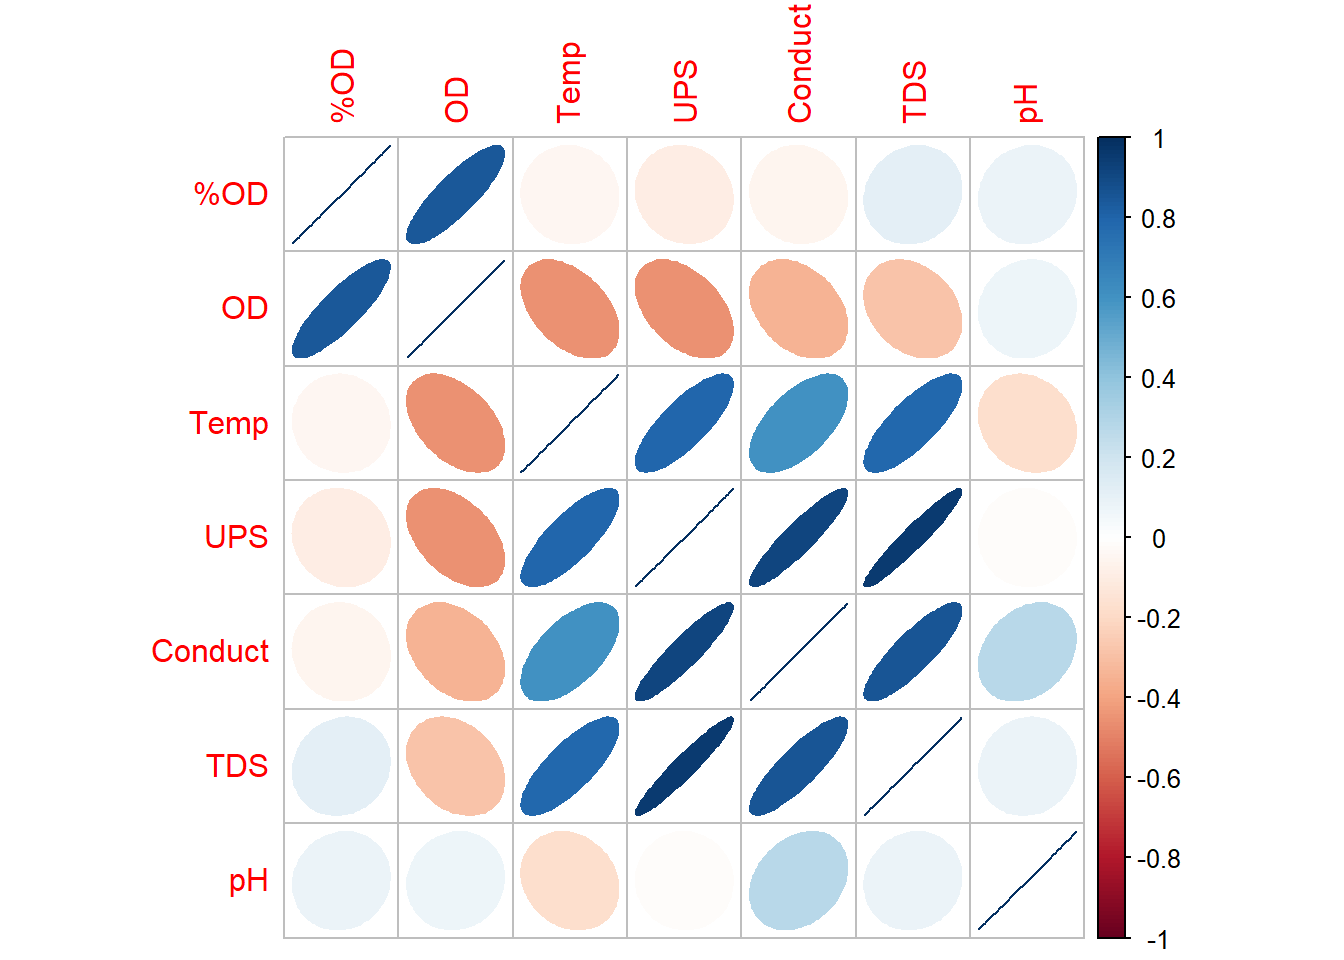 %OD
OD
Temp
UPS
Conduct
TDS
pH
%OD
OD
Temp
UPS
Conduct
TDS
pH
1
0.8
0.6
0.4
0.2
0
-0.2
-0.4
-0.6
-0.8
-1